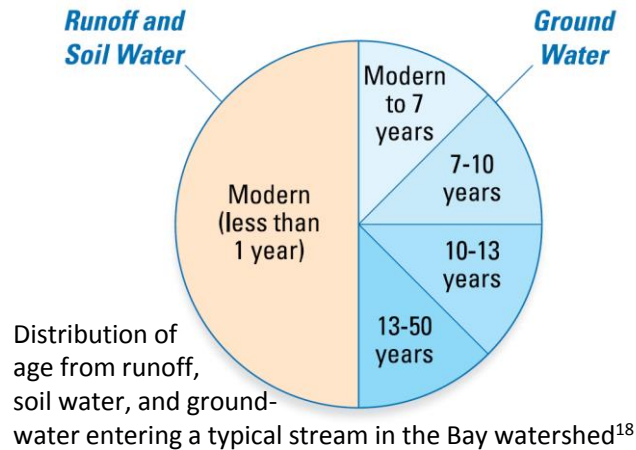 Runoff and
Soil Water
Ground
Water
Modern
to 7
years
7-10
years
Modern
(less than
1 year)
10-13
years
13-50
years
Distribution of
age from runoff,
soil water, and ground-
water entering a typical stream in the Bay watershed18